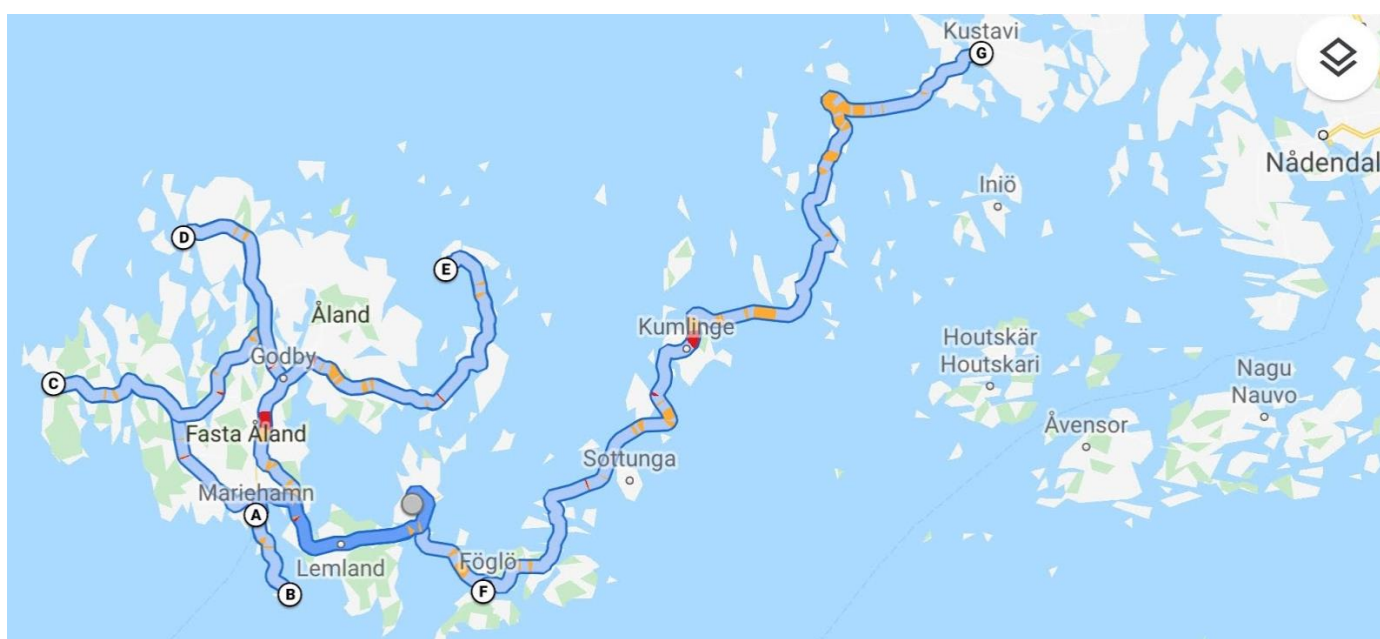 Kustavi
G
Nådendal
Iniö
D
E
Åland
Kumlinge
Godby
C
Houtskär
Houtskari
Nagu
Nauvo
Åvensor
Fasta Åland
Sottunga
Mariehamn
A
Föglö
Lemland
F
B